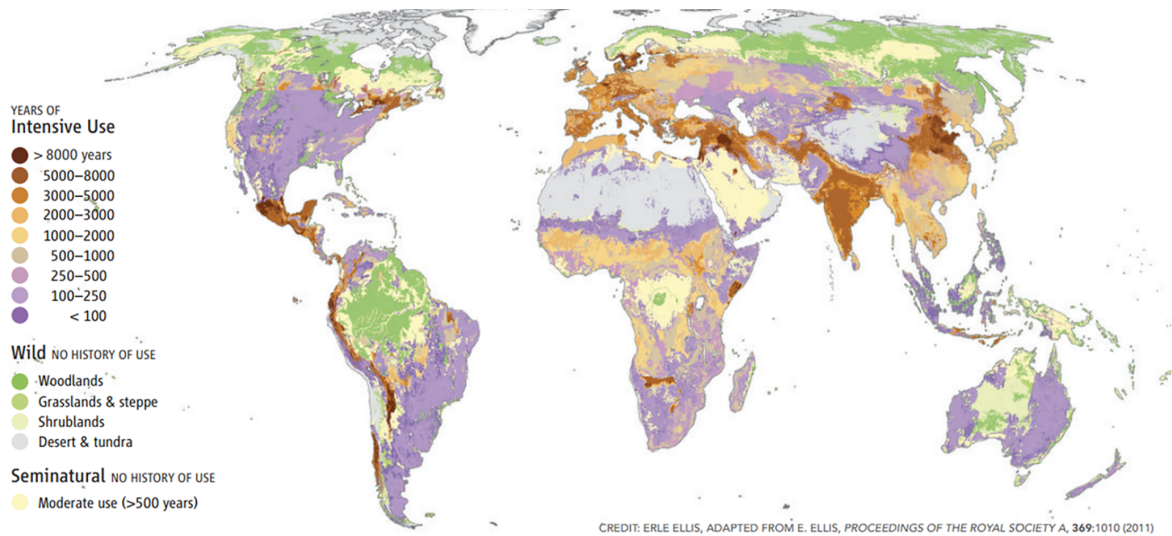 YEARS OF
Intensive Use
> 8000 years
5000–8000
3000–5000
2000–3000
1000–2000
500–1000
250–500
100–250
< 100
Wild NO HISTORY OF USE
Woodlands
Grasslands & steppe
Shrublands
Desert & tundra
Seminatural NO HISTORY OF USE
Moderate use (>500 years)
CREDIT: ERLE ELLIS, ADAPTED FROM E. ELLIS, PROCEEDINGS OF THE ROYAL SOCIETY A, 369:1010 (2011)